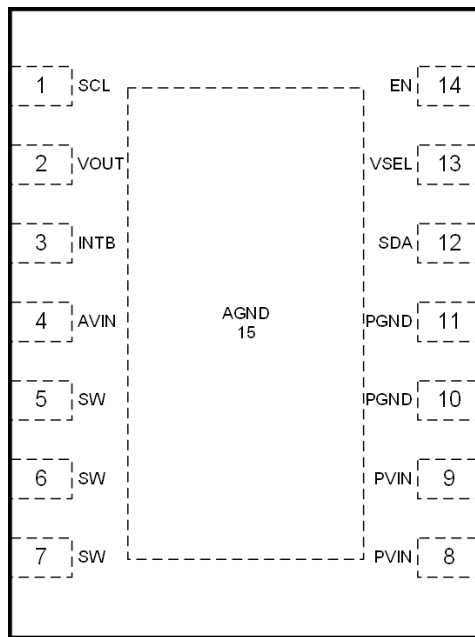 1 SCL EN 14
2 VOUT VSEL 13
3 INTB SDA 12
4 AVIN AGND PGND 11
15
5 SW PGND 10
6 SW PVIN 9
7 SW PVIN 8